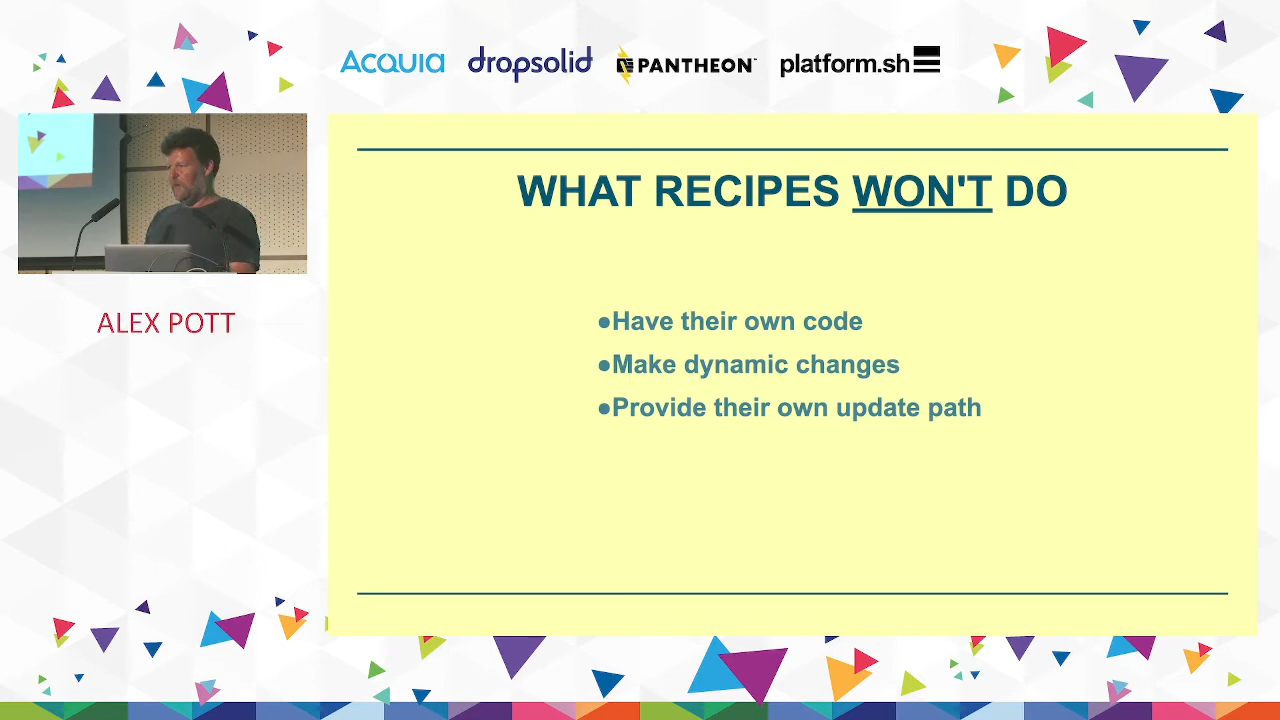 Acquia
dropsolid
PANTHEON
platform.sh
WHAT RECIPES WON'T DO
●Have their own code
●Make dynamic changes
●Provide their own update path
ALEX POTT